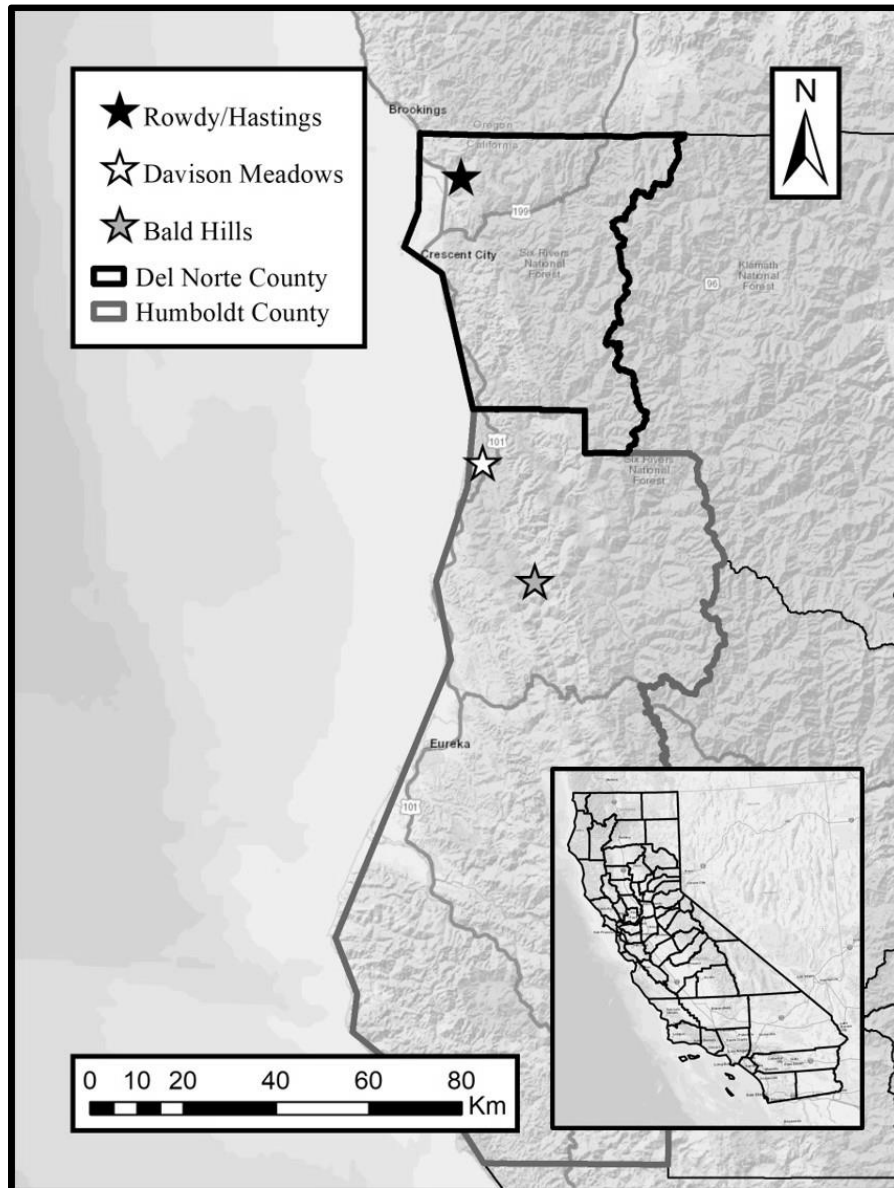 Rowdy/Hastings
Davison Meadows
Bald Hills
Del Norte County
Humboldt County
N
Brookings
Oregon
California
199
Crescent City
Six Rivers
National
Forest
Klamath
National
Forest
96
101
Six Rivers
National
Forest
Eureka
101
0 10 20 40 60 80
Km